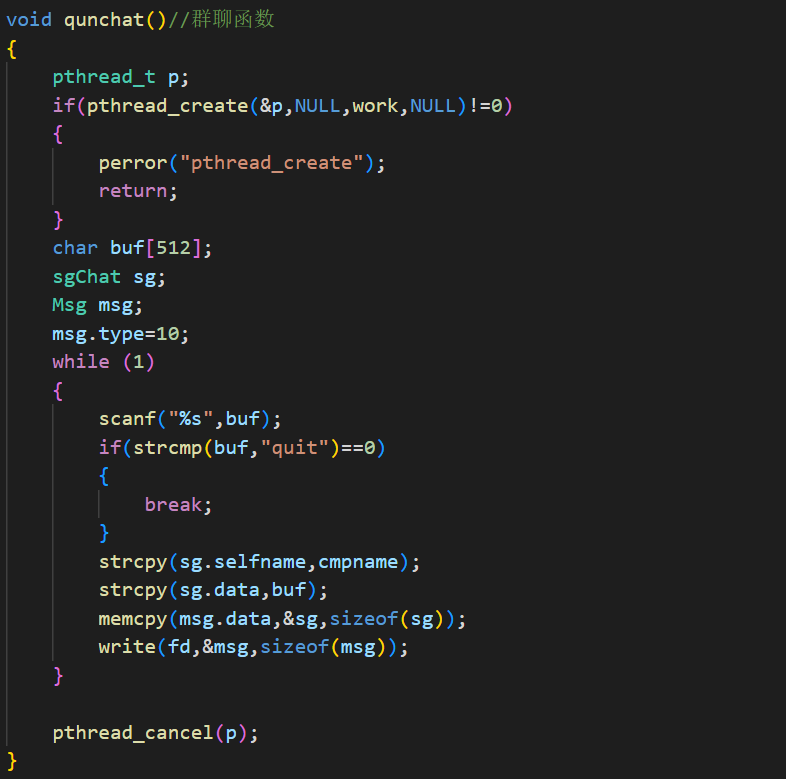 void qunchat()//群聊函数
{
    pthread_t p;
    if(pthread_create(&p,NULL,work,NULL)!=0)
    {
        perror("pthread_create");
        return;
    }
    char buf[512];
    sgChat sg;
    Msg msg;
    msg.type=10;
    while (1)
    {
        scanf("%s",buf);
        if(strcmp(buf,"quit")==0)
        {
            break;
        }
        strcpy(sg.selfname,cmpname);
        strcpy(sg.data,buf);
        memcpy(msg.data,&sg,sizeof(sg));
        write(fd,&msg,sizeof(msg));
    }
    pthread_cancel(p);
}